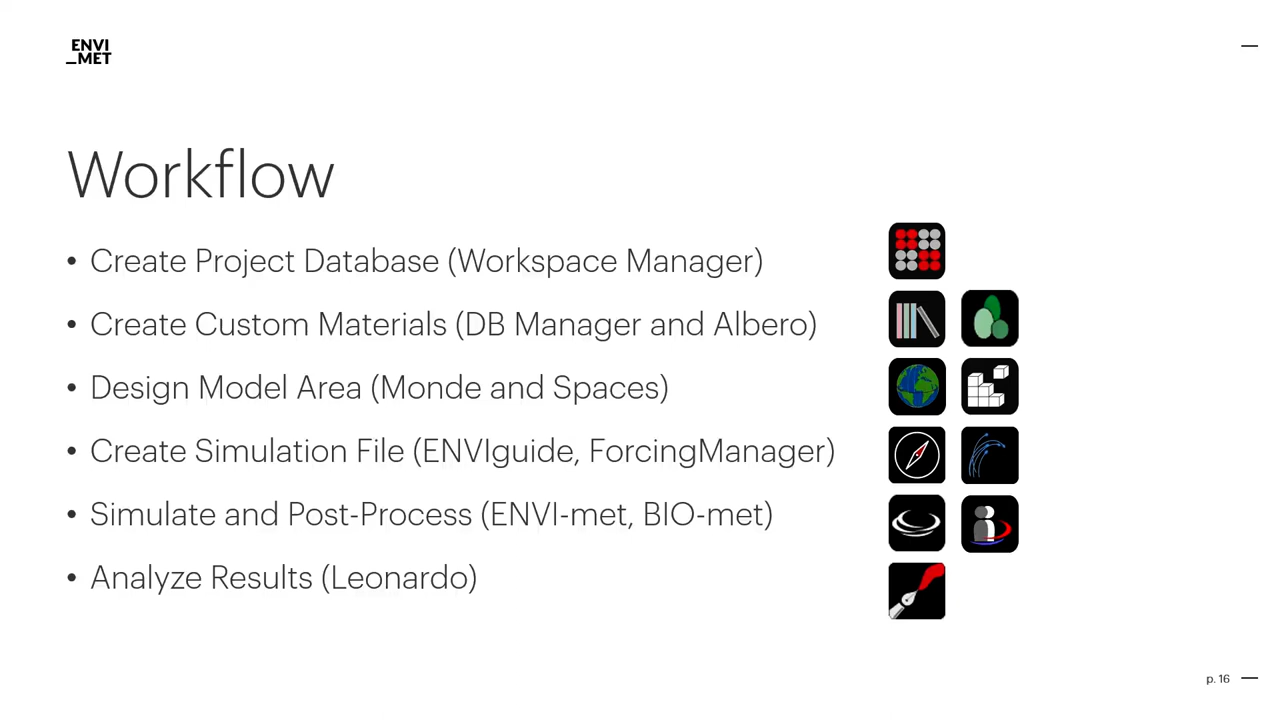 ENVI
_MET
Workflow
• Create Project Database (Workspace Manager)
• Create Custom Materials (DB Manager and Albero)
• Design Model Area (Monde and Spaces)
• Create Simulation File (ENVIguide, ForcingManager)
• Simulate and Post-Process (ENVI-met, BIO-met)
• Analyze Results (Leonardo)
p. 16